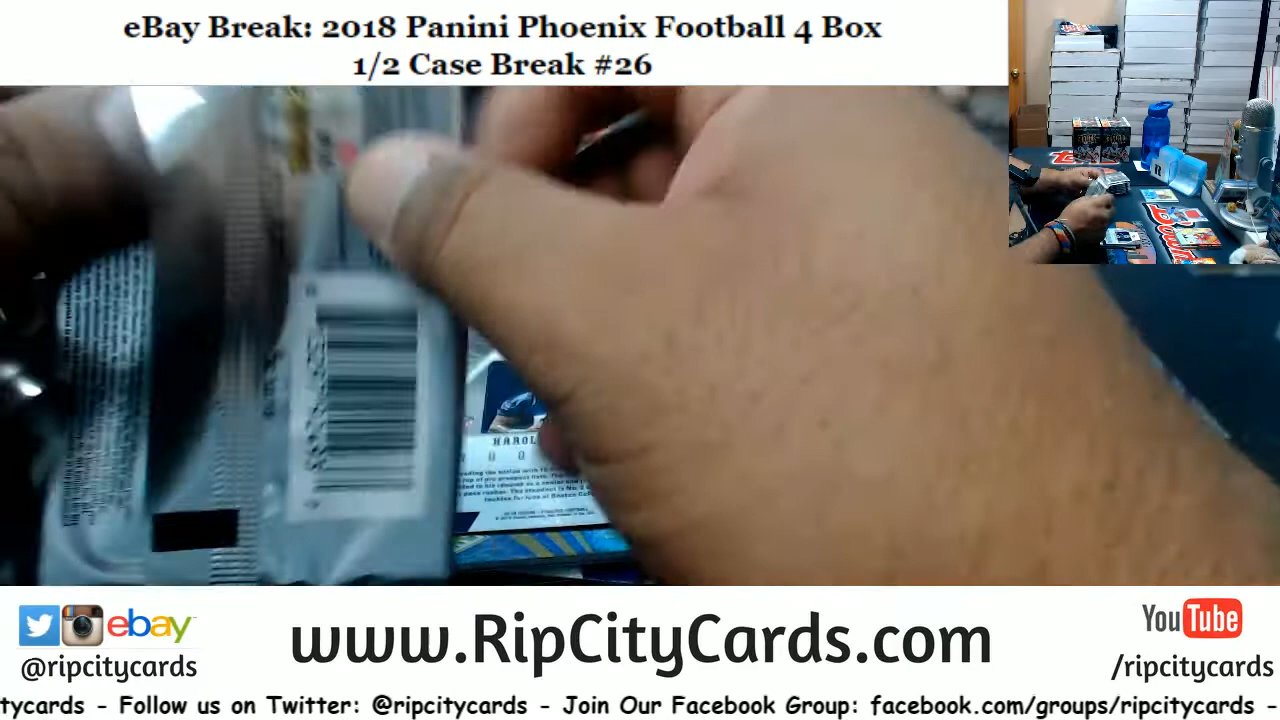 eBay Break: 2018 Panini Phoenix Football 4 Box
1/2 Case Break #26
HAROL
ebay
@ripcitycards
www.RipCityCards.com
YouTube
/ripcitycards
tycards - Follow us on Twitter: @ripcitycards - Join Our Facebook Group: facebook.com/groups/ripcitycards -